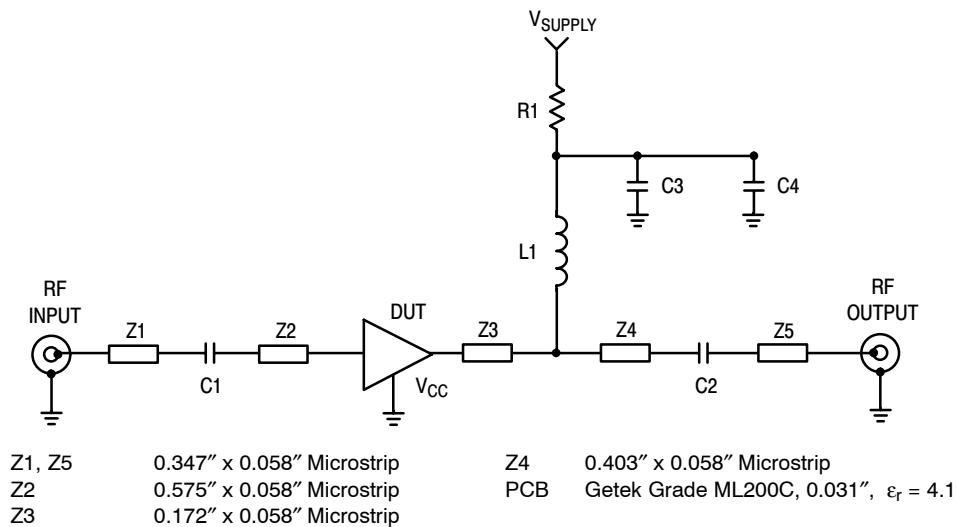 VSUPPLY
R1
C3 C4
L1
RF
INPUT
RF
OUTPUT
DUT
Z1 Z2 Z3 Z4 Z5
C1 VCC C2
Z1, Z5 0.347″ x 0.058″ Microstrip
Z2 0.575″ x 0.058″ Microstrip
Z3 0.172″ x 0.058″ Microstrip
Z4 0.403″ x 0.058″ Microstrip
PCB Getek Grade ML200C, 0.031″, εr = 4.1